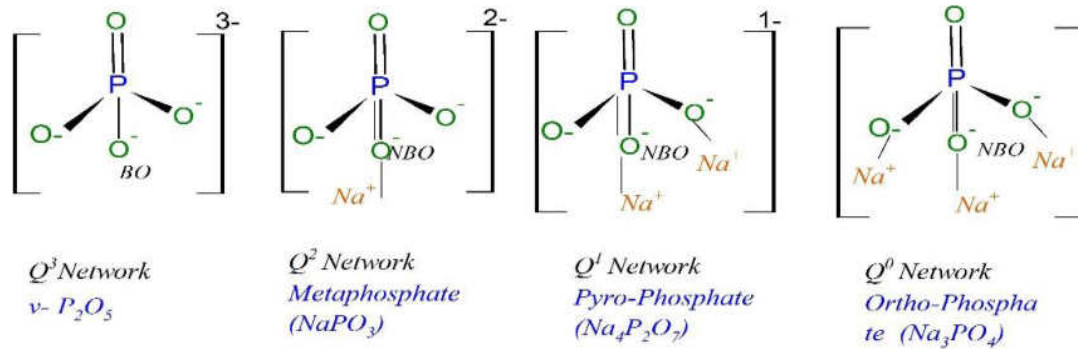 3- 2- 1-
O O O O
P P P P
O- O- O- O- O- O- O- O-
O- O- O- O-
BO NBO NBO NBO
Na+ Na+ Na+ Na+ Na+ Na+
Q³ Network
v- P₂O₅
Q² Network
Metaphosphate
(NaPO₃)
Q¹ Network
Pyro-Phosphate
(Na₄P₂O₇)
Q⁰ Network
Ortho-Phospha
te (Na₃PO₄)